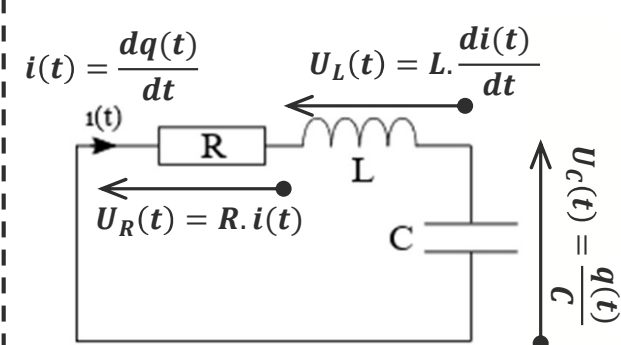 i(t) = dq(t)/dt
U_L(t) = L. di(t)/dt
ı(t)
R
L
U_R(t) = R. i(t)
C
U_C(t) = q(t)/C